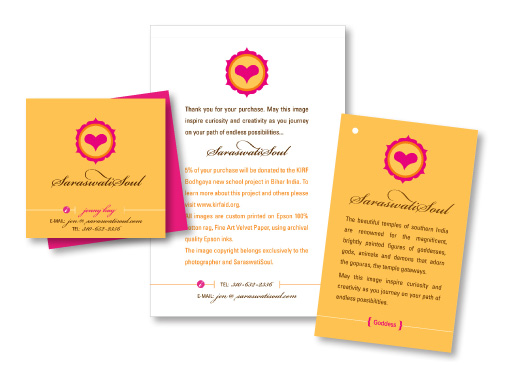 SaraswatiSoul
jenny hay
E-MAIL: jen@saraswatisoul.com
TEL: 310-652-2336
Thank you for your purchase. May this image
inspire curiosity and creativity as you journey
on your path of endless possibilities...
SaraswatiSoul
5% of your purchase will be donated to the KIRF
Bodhgaya new school project in Bihar India. To
learn more about this project and others please
visit www.kirfaid.org.
All images are custom printed on Epson 100%
cotton rag, Fine Art Velvet Paper, using archival
quality Epson inks.
The image copyright belongs exclusively to the
photographer and SaraswatiSoul.
TEL: 310-652-2336
E-MAIL: jen@saraswatisoul.com
SaraswatiSoul
The beautiful temples of southern India
are renowned for the magnificent,
brightly painted figures of goddesses,
gods, animals and demons that adorn
the gopuras, the temple gateways.
May this image inspire curiosity and
creativity as you journey on your path of
endless possibilities.
{ Goddess }